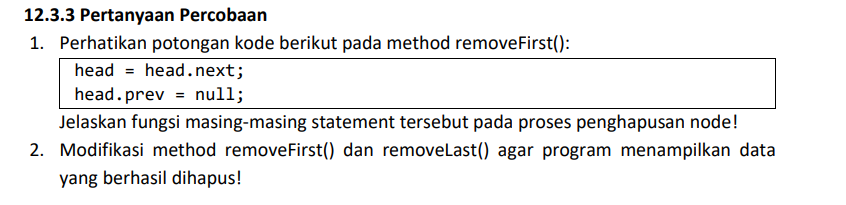 12.3.3 Pertanyaan Percobaan
1. Perhatikan potongan kode berikut pada method removeFirst():
head = head.next;
head.prev = null;
Jelaskan fungsi masing-masing statement tersebut pada proses penghapusan node!
2. Modifikasi method removeFirst() dan removeLast() agar program menampilkan data
yang berhasil dihapus!